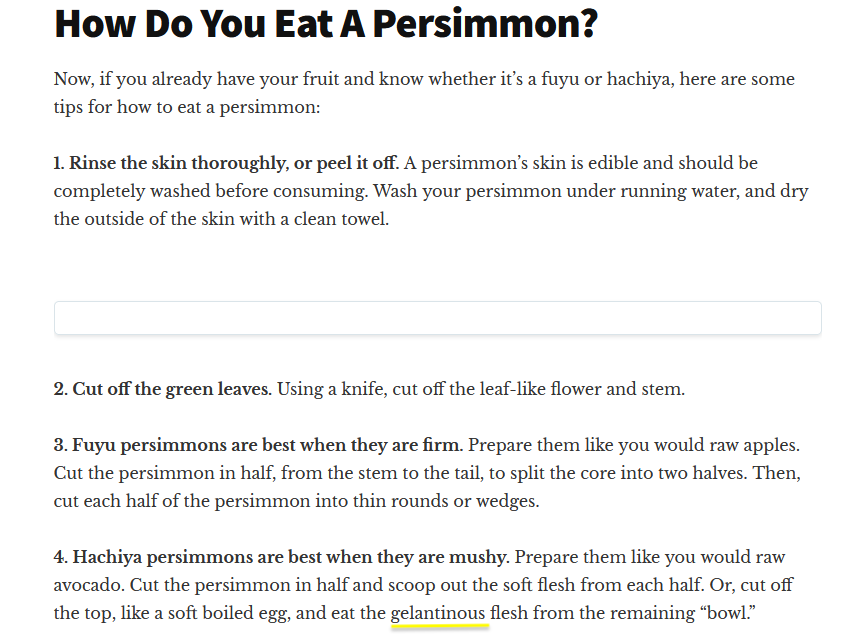 How Do You Eat A Persimmon?
Now, if you already have your fruit and know whether it’s a fuyu or hachiya, here are some
tips for how to eat a persimmon:
1. Rinse the skin thoroughly, or peel it off. A persimmon’s skin is edible and should be
completely washed before consuming. Wash your persimmon under running water, and dry
the outside of the skin with a clean towel.
2. Cut off the green leaves. Using a knife, cut off the leaf-like flower and stem.
3. Fuyu persimmons are best when they are firm. Prepare them like you would raw apples.
Cut the persimmon in half, from the stem to the tail, to split the core into two halves. Then,
cut each half of the persimmon into thin rounds or wedges.
4. Hachiya persimmons are best when they are mushy. Prepare them like you would raw
avocado. Cut the persimmon in half and scoop out the soft flesh from each half. Or, cut off
the top, like a soft boiled egg, and eat the gelantinous flesh from the remaining “bowl.”